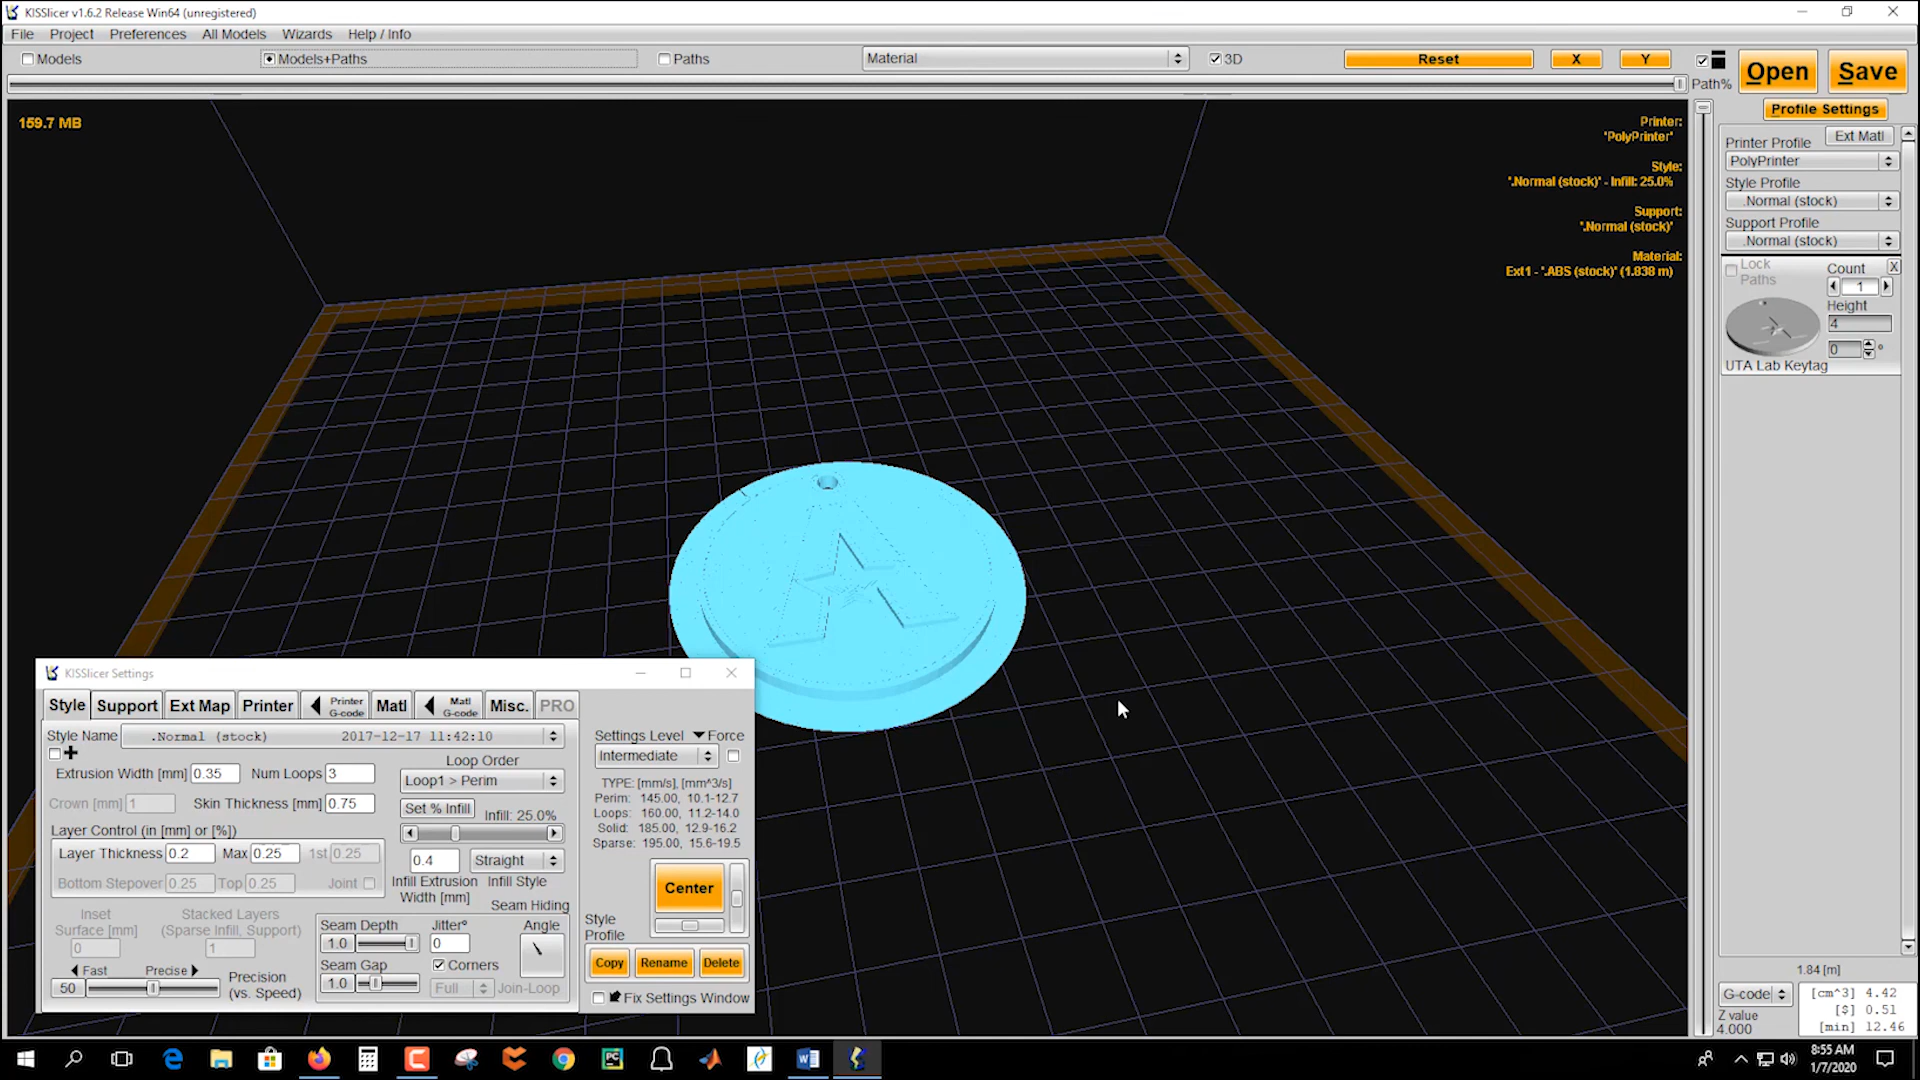 KISSlicer v1.6.2 Release Win64 (unregistered)
File Project Preferences All Models Wizards Help / Info
Models Models+Paths Paths Material 3D Reset X Y Path% Open Save
159.7 MB
Printer:
'PolyPrinter'
Style:
'.Normal (stock)' - Infill: 25.0%
Support:
'.Normal (stock)'
Material:
Ext1 - '.ABS (stock)' (1.838 m)
Profile Settings
Printer Profile Ext Matl
PolyPrinter
Style Profile
.Normal (stock)
Support Profile
.Normal (stock)
Lock Paths Count X
1
Height
4
0 °
UTA Lab Keytag
KISSlicer Settings
Style Support Ext Map Printer Printer G-code Matl Matl G-code Misc. PRO
Style Name .Normal (stock) 2017-12-17 11:42:10
Loop Order
Extrusion Width [mm] 0.35 Num Loops 3 Loop1 > Perim
Crown [mm] 1 Skin Thickness [mm] 0.75 Set % Infill Infill: 25.0%
Layer Control (in [mm] or [%])
Layer Thickness 0.2 Max 0.25 1st 0.25 0.4 Straight
Bottom Stepover 0.25 Top 0.25 Joint Infill Extrusion Width [mm] Infill Style
Seam Hiding
Inset Surface [mm] Stacked Layers (Sparse Infill, Support) Seam Depth Jitter° Angle
0 1 1.0 0
Fast Precise Precision (vs. Speed) Seam Gap Corners
50 1.0 Full Join-Loop
Settings Level Force
Intermediate
TYPE: [mm/s], [mm^3/s]
Perim: 145.00, 10.1-12.7
Loops: 160.00, 11.2-14.0
Solid: 185.00, 12.9-16.2
Sparse: 195.00, 15.6-19.5
Center
Style Profile
Copy Rename Delete
Fix Settings Window
1.84 [m]
G-code [cm^3] 4.42
Z value [$] 0.51
4.000 [min] 12.46
8:55 AM
1/7/2020